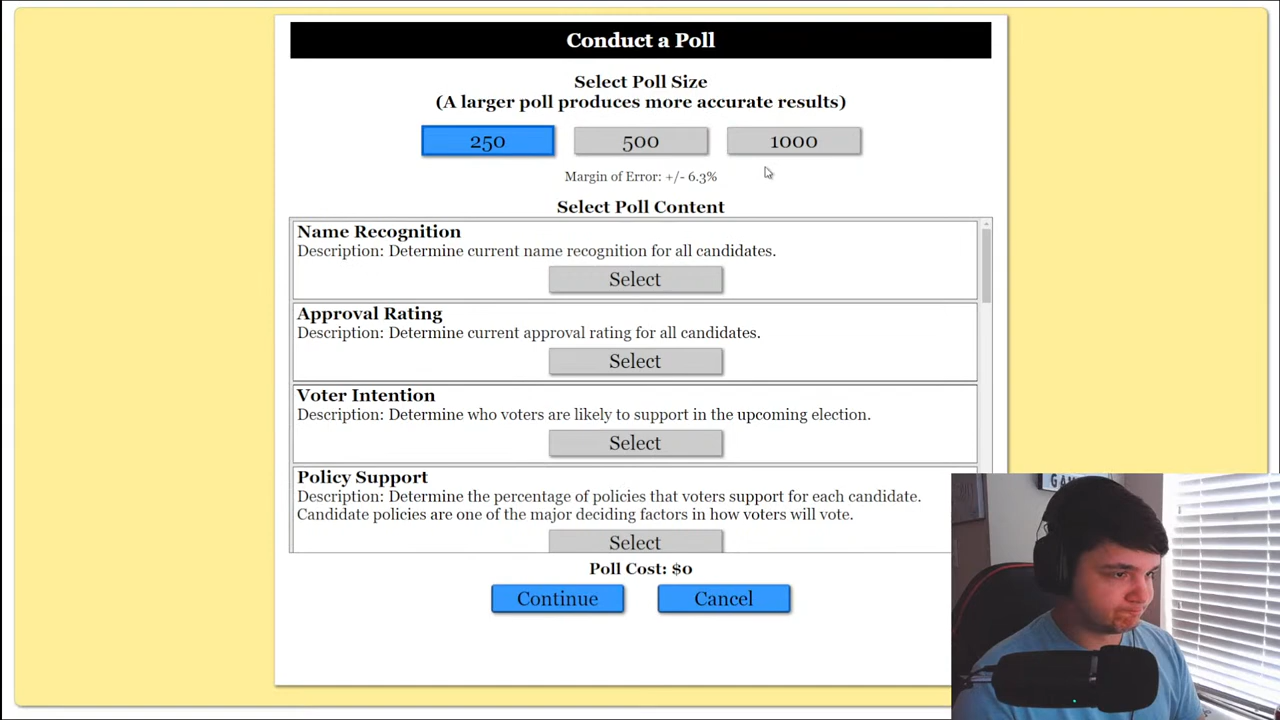 Conduct a Poll
Select Poll Size
(A larger poll produces more accurate results)
250
500
1000
Margin of Error: +/- 6.3%
Select Poll Content
Name Recognition
Description: Determine current name recognition for all candidates.
Select
Approval Rating
Description: Determine current approval rating for all candidates.
Select
Voter Intention
Description: Determine who voters are likely to support in the upcoming election.
Select
Policy Support
Description: Determine the percentage of policies that voters support for each candidate.
Candidate policies are one of the major deciding factors in how voters will vote.
Select
Poll Cost: $0
Continue
Cancel